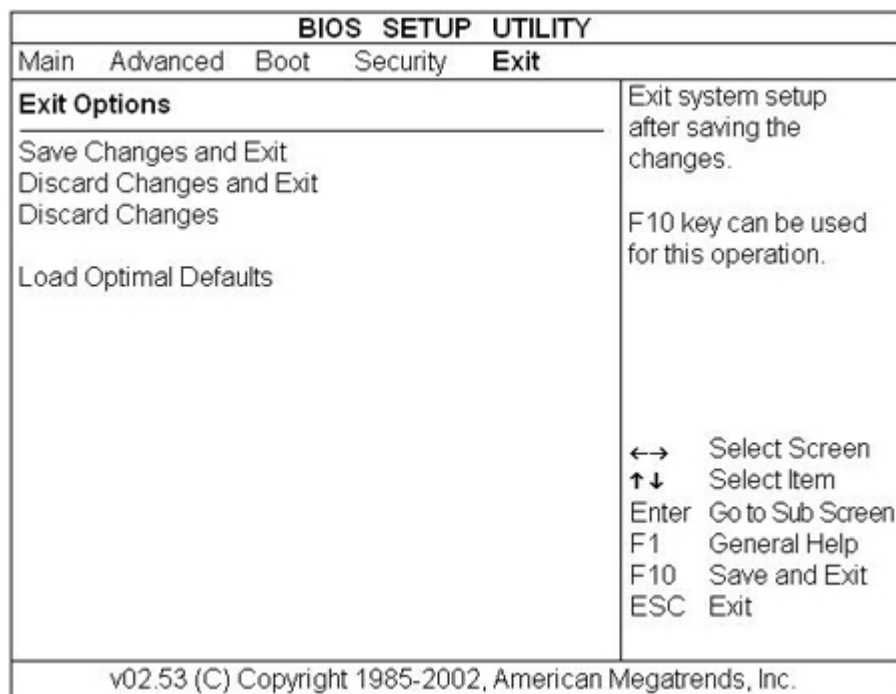 BIOS SETUP UTILITY
Main Advanced Boot Security Exit
Exit Options
Save Changes and Exit
Discard Changes and Exit
Discard Changes
Load Optimal Defaults
Exit system setup
after saving the
changes.
F10 key can be used
for this operation.
←→ Select Screen
↑↓ Select Item
Enter Go to Sub Screen
F1 General Help
F10 Save and Exit
ESC Exit
v02.53 (C) Copyright 1985-2002, American Megatrends, Inc.